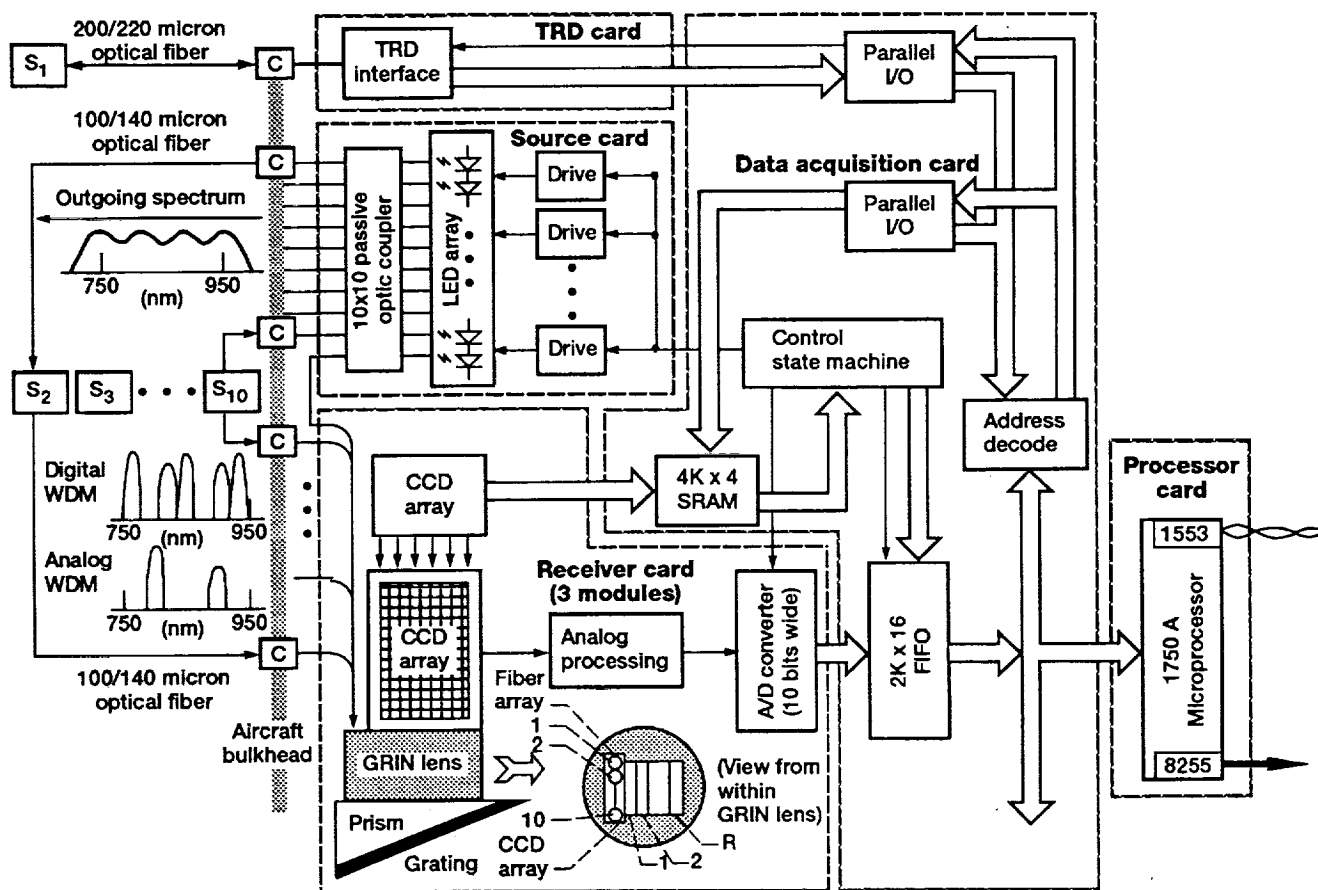 200/220 micron
optical fiber
S1
C
TRD
interface
TRD card
Parallel
I/O
100/140 micron
optical fiber
C
Outgoing spectrum
750
950
(nm)
10x10 passive
optic coupler
LED array
Source card
Drive
Drive
Drive
Data acquisition card
Parallel
I/O
C
S2
S3
S10
C
Control
state machine
Address
decode
Digital
WDM
750
(nm)
950
Analog
WDM
750
(nm)
950
C
100/140 micron
optical fiber
Aircraft
bulkhead
CCD
array
4K x 4
SRAM
CCD
array
Receiver card
(3 modules)
Analog
processing
A/D converter
(10 bits wide)
2K x 16
FIFO
Processor
card
1553
1750 A
Microprocessor
8255
GRIN lens
Prism
Grating
Fiber
array
1
2
10
CCD
array
1
2
R
(View from
within
GRIN lens)